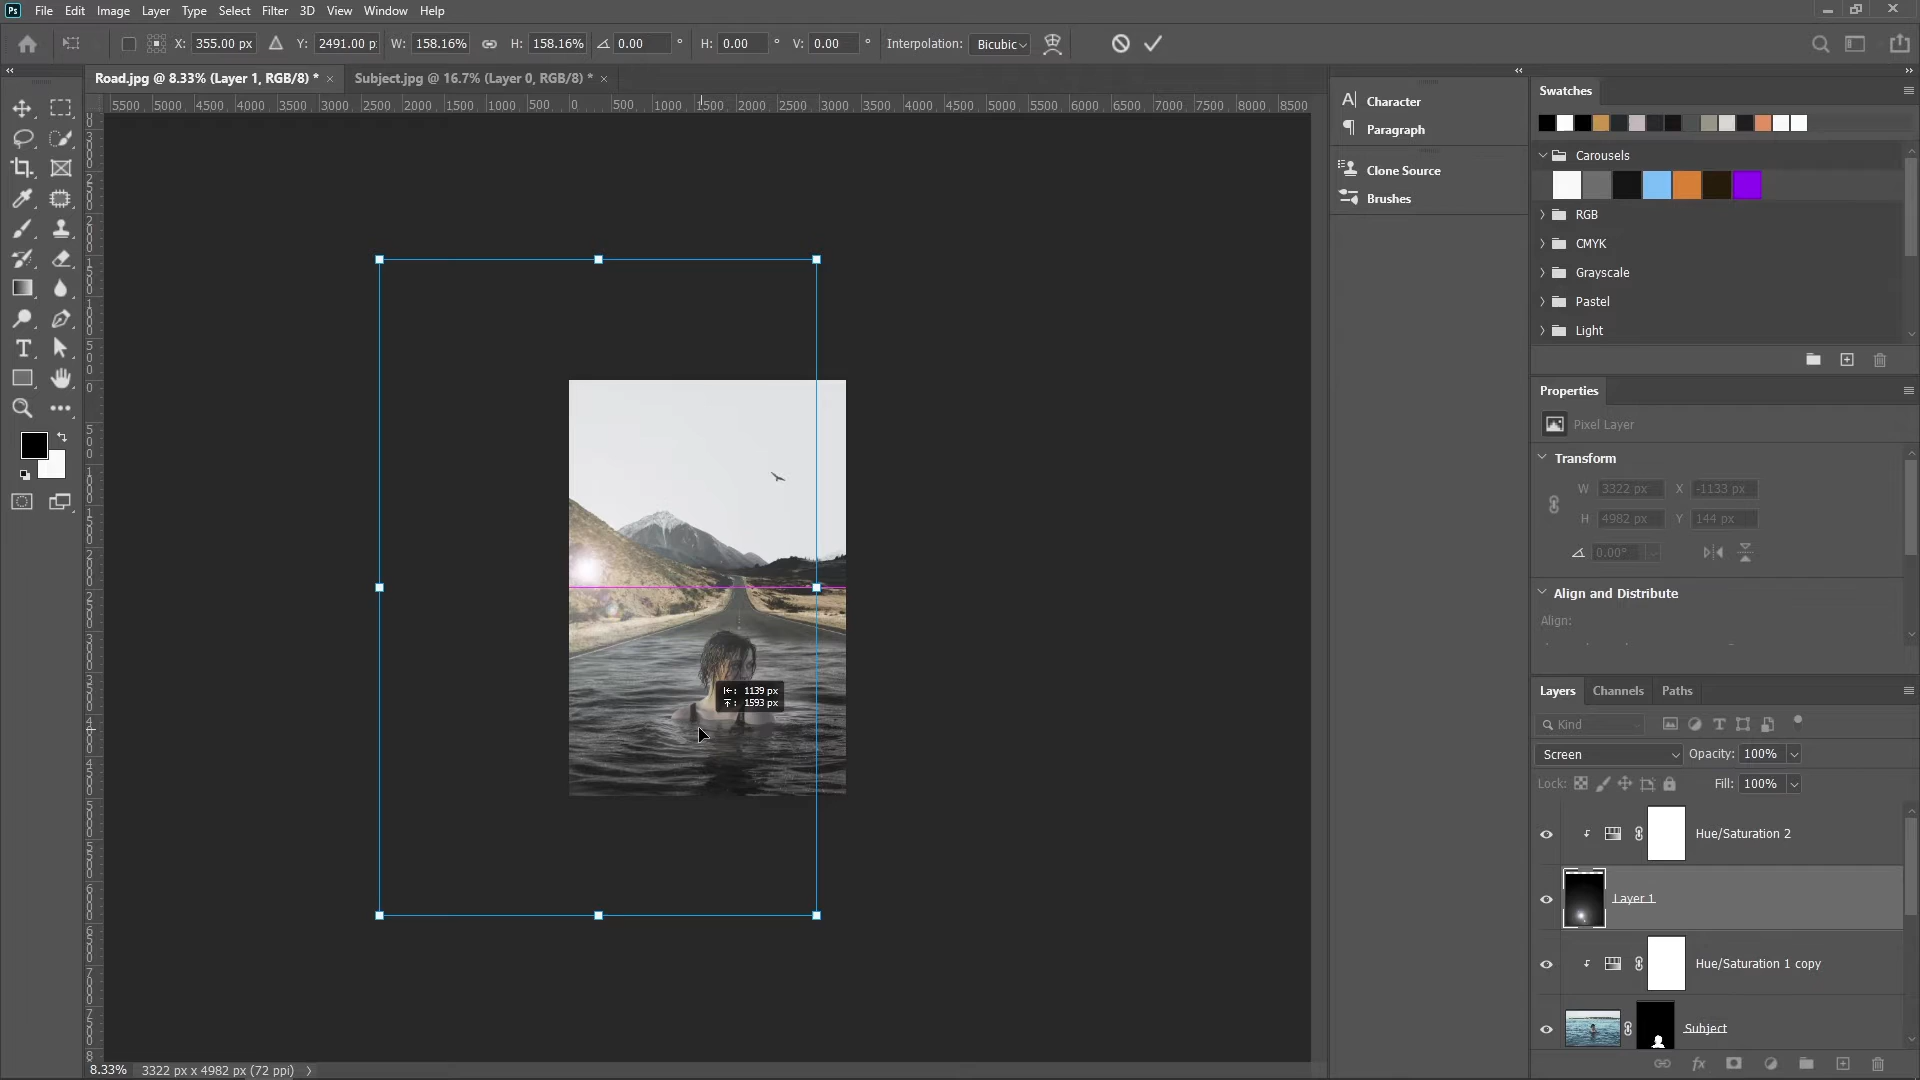 Ps File Edit Image Layer Type Select Filter 3D View Window Help
X: 355.00 px Y: 2491.00 p W: 158.16% H: 158.16% 0.00 ° H: 0.00 ° V: 0.00 ° Interpolation: Bicubic
Road.jpg @ 8.33% (Layer 1, RGB/8) * × Subject.jpg @ 16.7% (Layer 0, RGB/8) * ×
5500 5000 4500 4000 3500 3000 2500 2000 1500 1000 500 0 500 1000 1500 2000 2500 3000 3500 4000 4500 5000 5500 6000 6500 7000 7500 8000 8500
Character
Paragraph
Clone Source
Brushes
Swatches
Carousels
RGB
CMYK
Grayscale
Pastel
Light
Properties
Pixel Layer
Transform
W 3322 px X -1133 px
H 4982 px Y 144 px
0.00°
Align and Distribute
Align:
1139 px
1593 px
Layers Channels Paths
Kind
Screen Opacity: 100%
Lock: Fill: 100%
Hue/Saturation 2
Layer 1
Hue/Saturation 1 copy
Subject
8.33% 3322 px x 4982 px (72 ppi)